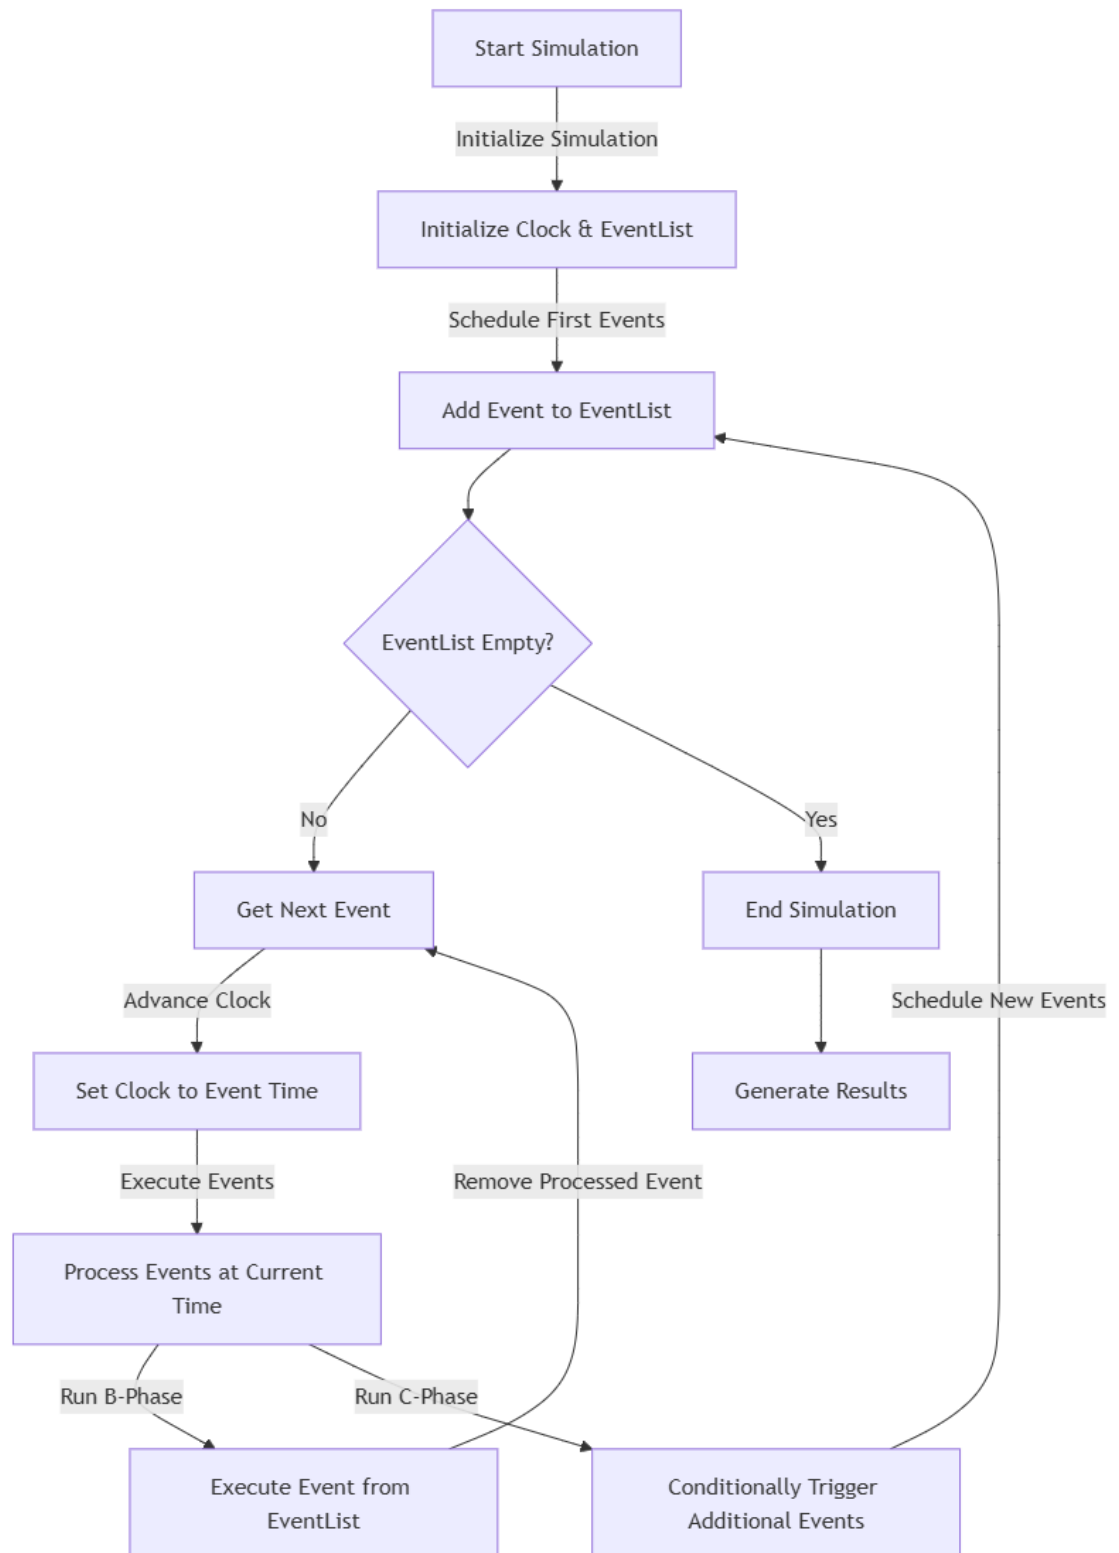 Start Simulation
Initialize Simulation
Initialize Clock & EventList
Schedule First Events
Add Event to EventList
EventList Empty?
No
Yes
Get Next Event
End Simulation
Advance Clock
Schedule New Events
Set Clock to Event Time
Generate Results
Execute Events
Remove Processed Event
Process Events at Current
Time
Run B-Phase
Run C-Phase
Execute Event from
EventList
Conditionally Trigger
Additional Events